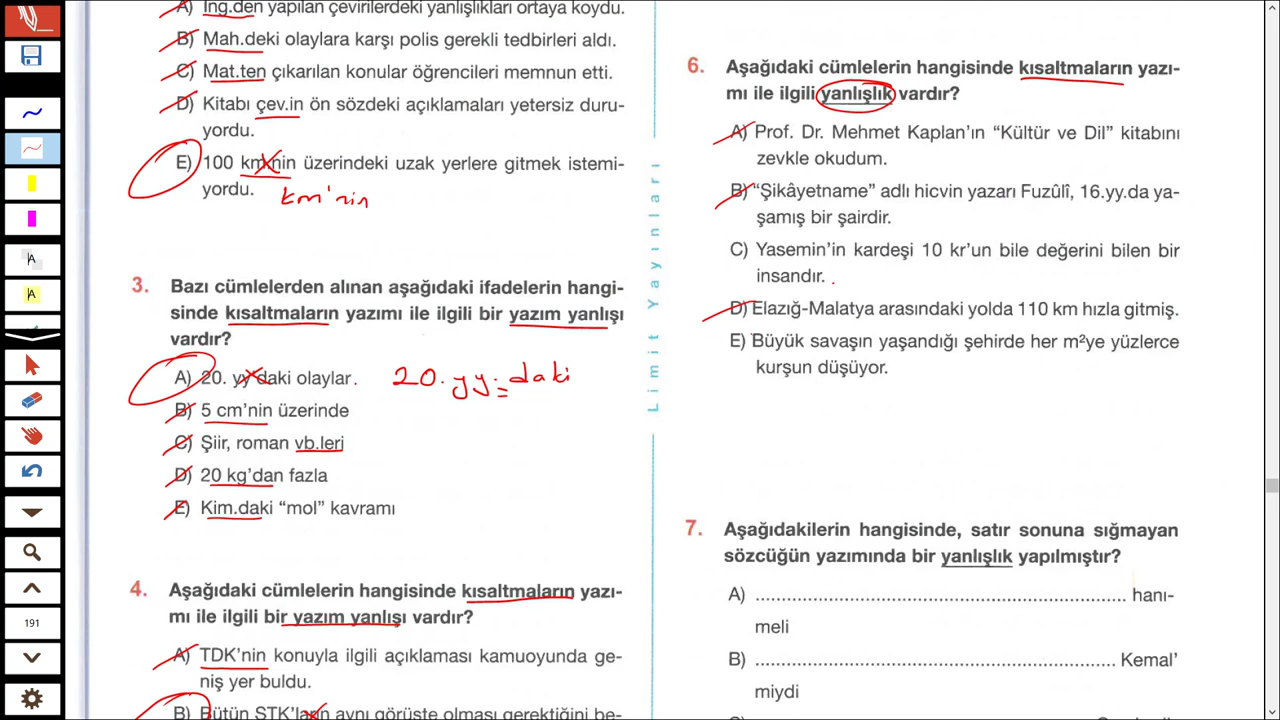 A) İng.den yapılan çevirilerdeki yanlışlıkları ortaya koydu.
B) Mah.deki olaylara karşı polis gerekli tedbirleri aldı.
C) Mat.ten çıkarılan konular öğrencileri memnun etti.
D) Kitabı çev.in ön sözdeki açıklamaları yetersiz duru-
yordu.
E) 100 km'nin üzerindeki uzak yerlere gitmek istemi-
yordu.
km'nin
3. Bazı cümlelerden alınan aşağıdaki ifadelerin hangi-
sinde kısaltmaların yazımı ile ilgili bir yazım yanlışı
vardır?
A) 20. yy'daki olaylar.
20. yy.daki
B) 5 cm'nin üzerinde
C) Şiir, roman vb.leri
D) 20 kg'dan fazla
E) Kim.daki “mol” kavramı
4. Aşağıdaki cümlelerin hangisinde kısaltmaların yazı-
mı ile ilgili bir yazım yanlışı vardır?
A) TDK'nin konuyla ilgili açıklaması kamuoyunda ge-
niş yer buldu.
B) Bütün STK'ların aynı görüşte olması gerektiğini be-
Limit Yayınları
6. Aşağıdaki cümlelerin hangisinde kısaltmaların yazı-
mı ile ilgili yanlışlık vardır?
A) Prof. Dr. Mehmet Kaplan'ın “Kültür ve Dil” kitabını
zevkle okudum.
B) “Şikâyetname” adlı hicvin yazarı Fuzûlî, 16.yy.da ya-
şamış bir şairdir.
C) Yasemin'in kardeşi 10 kr'un bile değerini bilen bir
insandır.
D) Elazığ-Malatya arasındaki yolda 110 km hızla gitmiş.
E) Büyük savaşın yaşandığı şehirde her m²ye yüzlerce
kurşun düşüyor.
7. Aşağıdakilerin hangisinde, satır sonuna sığmayan
sözcüğün yazımında bir yanlışlık yapılmıştır?
A) ........................................................................ hanı-
meli
B) ..................................................................... Kemal'
miydi
A
A
191